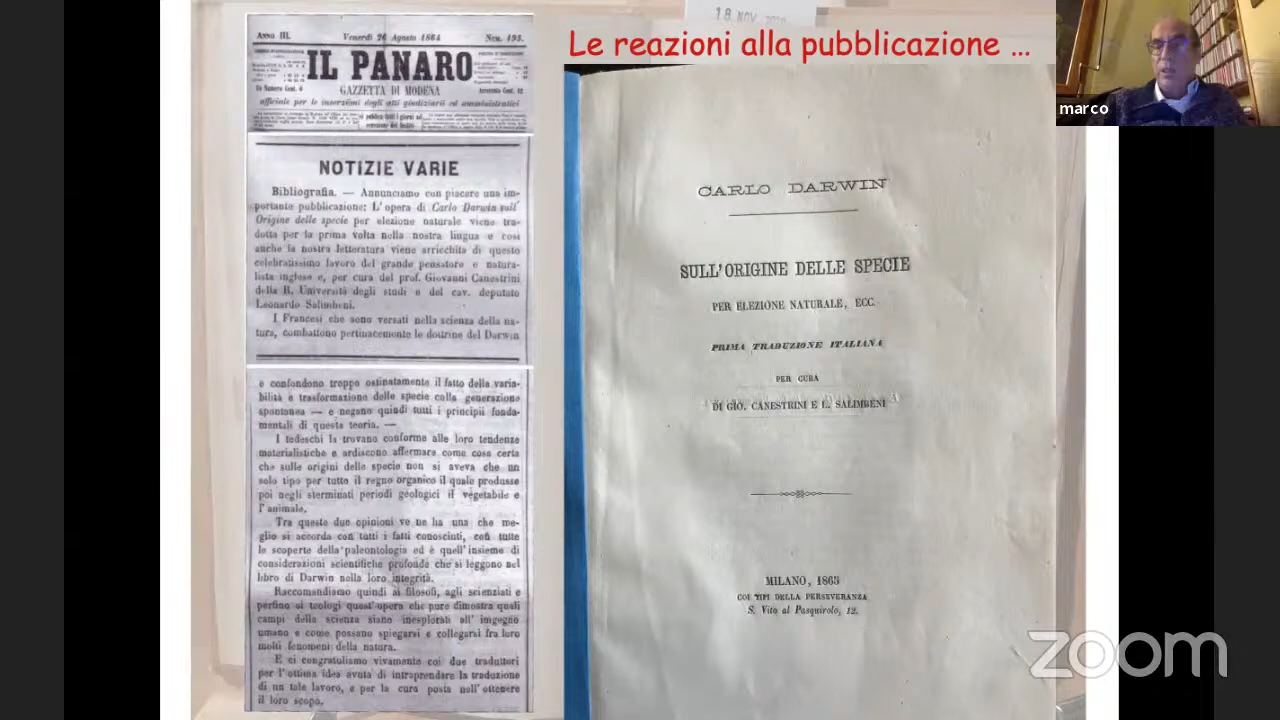 18 NOV
Le reazioni alla pubblicazione ...
marco
Anno III.
Venerdì 26 Agosto 1864
Num. 195.
IL PANARO
GAZZETTA DI MODENA
officiale per le inserzioni degli atti giudiziarii ed amministrativi
NOTIZIE VARIE
Bibliografia. — Annunciamo con piacere una im-
portante pubblicazione: L'opera di Carlo Darwin sull'
Origine delle specie per elezione naturale viene tra-
dotta per la prima volta nella nostra lingua e così
anche la nostra letteratura viene arricchita di questo
celebratissimo lavoro del grande pensatore e natura-
lista inglese e, per cura del prof. Giovanni Canestrini
della R. Università degli studi e del cav. deputato
Leonardo Salimbeni.
I Francesi che sono versati nella scienza della na-
tura, combattono pertinacemente le doutrine del Darwin
e confondono troppo ostinatamente il fatto della varia-
bilità e trasformazione delle specie colla generazione
spontanea — e negano quindi tutti i principii fonda-
mentali di questa teoria. —
I tedeschi la trovano conforme alle loro tendenze
materialistiche e ardiscono affermare come cosa certa
che sulle origini delle specie non si aveva che un
solo tipo per tutto il regno organico il quale produsse
poi negli sterminati periodi geologici il vegetabile e
l'animale.
Tra queste due opinioni ve ne ha una che me-
glio si accorda con tutti i fatti conosciuti, con tutte
le scoperte della paleontologia ed è quell'insieme di
considerazioni scientifiche profonde che si leggono nel
libro di Darwin nella loro integrità.
Raccomandiamo quindi ai filosofi, agli scienziati e
perfino ai teologi quest'opera che pure dimostra quali
campi della scienza siano inesplorati all'ingegno
umano e come possano spiegarsi e collegarsi fra loro
molti fenomeni della natura.
E ci congratuliamo vivamente coi due traduttori
per l'ottima idea avuta di intraprendere la traduzione
di un tale lavoro, e per la cura posta nell'ottenere
il loro scopo.
CARLO DARWIN
SULL'ORIGINE DELLE SPECIE
PER ELEZIONE NATURALE, ECC.
PRIMA TRADUZIONE ITALIANA
PER CURA
DI GIO. CANESTRINI E L. SALIMBENI
MILANO, 1865
COI TIPI DELLA PERSEVERANZA
S. Vito al Pasquirolo, 12.
zoom